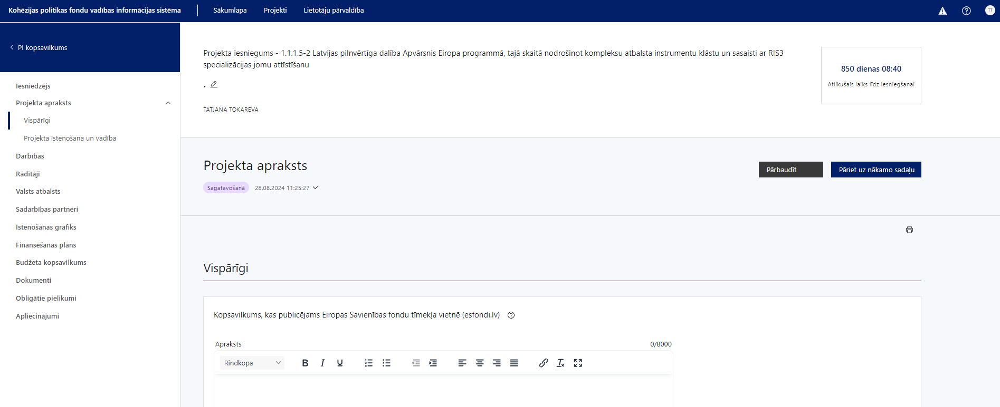 Kohēzijas politikas fondu vadības informācijas sistēma
Sākumlapa
Projekti
Lietotāju pārvaldība
TT
PI kopsavilkums
Iesniedzējs
Projekta apraksts
Vispārīgi
Projekta īstenošana un vadība
Darbības
Rādītāji
Valsts atbalsts
Sadarbības partneri
Īstenošanas grafiks
Finansēšanas plāns
Budžeta kopsavilkums
Dokumenti
Obligātie pielikumi
Apliecinājumi
Projekta iesniegums - 1.1.1.5-2 Latvijas pilnvērtīga dalība Apvārsnis Eiropa programmā, tajā skaitā nodrošinot kompleksu atbalsta instrumentu klāstu un sasaisti ar RIS3
specializācijas jomu attīstīšanu
.
TATJANA TOKAREVA
850 dienas 08:40
Atlikušais laiks līdz iesniegšanai
Projekta apraksts
Pārbaudīt
Pāriet uz nākamo sadaļu
Sagatavošanā
28.08.2024 11:25:27
Vispārīgi
Kopsavilkums, kas publicējams Eiropas Savienības fondu tīmekļa vietnē (esfondi.lv)
Apraksts
0/8000
Rindkopa